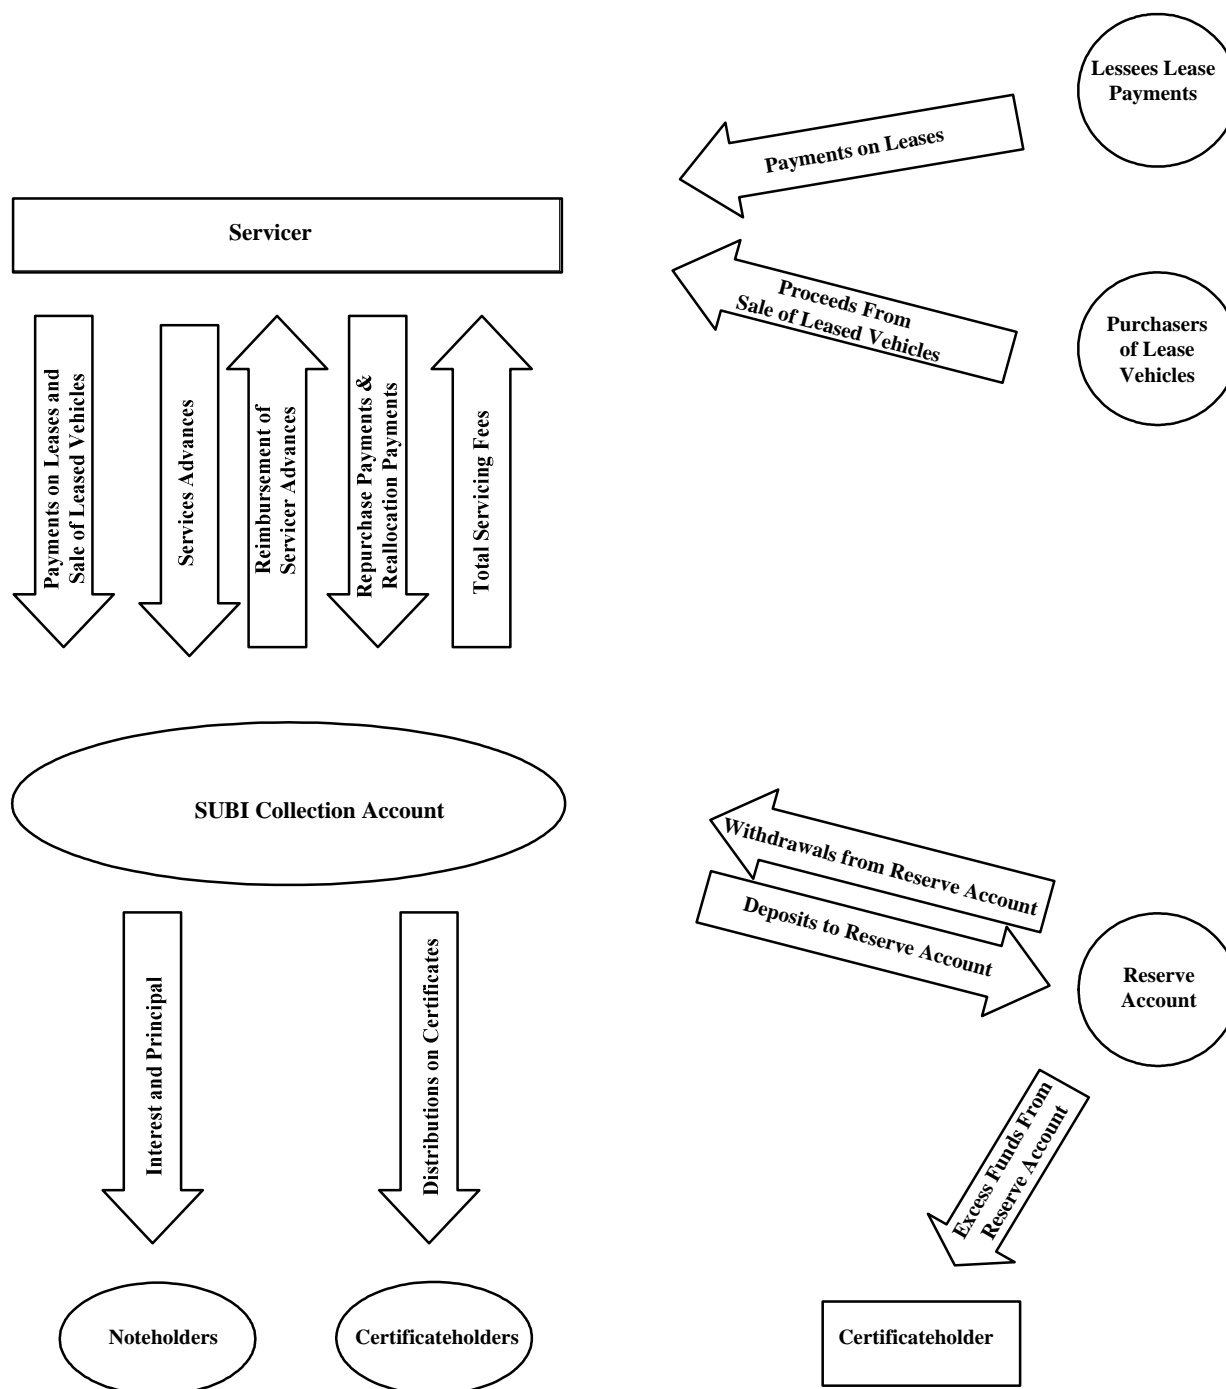 Lessees Lease
Payments
Payments on Leases
Servicer
Proceeds From
Sale of Leased Vehicles
Purchasers
of Lease
Vehicles
Payments on Leases and
Sale of Leased Vehicles
Services Advances
Reimbursement of
Servicer Advances
Repurchase Payments &
Reallocation Payments
Total Servicing Fees
SUBI Collection Account
Withdrawals from Reserve Account
Deposits to Reserve Account
Reserve
Account
Interest and Principal
Distributions on Certificates
Excess Funds From
Reserve Account
Noteholders
Certificateholders
Certificateholder